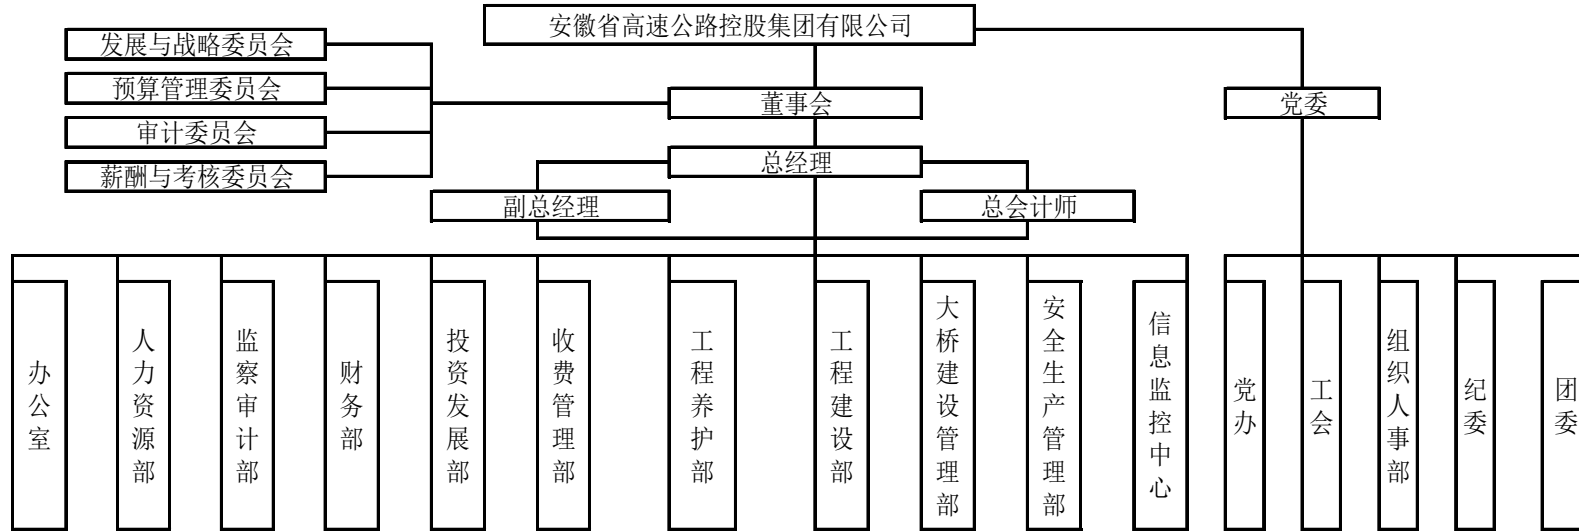 安徽省高速公路控股集团有限公司
发展与战略委员会
预算管理委员会
审计委员会
薪酬与考核委员会
董事会
党委
总经理
副总经理
总会计师
办公室
人力资源部
监察审计部
财务部
投资发展部
收费管理部
工程养护部
工程建设部
大桥建设管理部
安全生产管理部
信息监控中心
党办
工会
组织人事部
纪委
团委